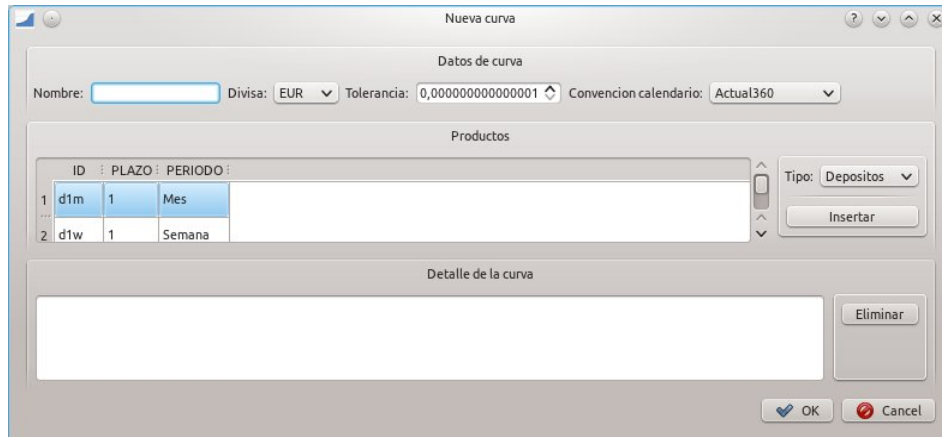 Nueva curva
Datos de curva
Nombre: Divisa: EUR Tolerancia: 0,000000000000001 Convencion calendario: Actual360
Productos
ID PLAZO PERIODO
1 d1m 1 Mes
2 d1w 1 Semana
Tipo: Depositos
Insertar
Detalle de la curva
Eliminar
OK Cancel